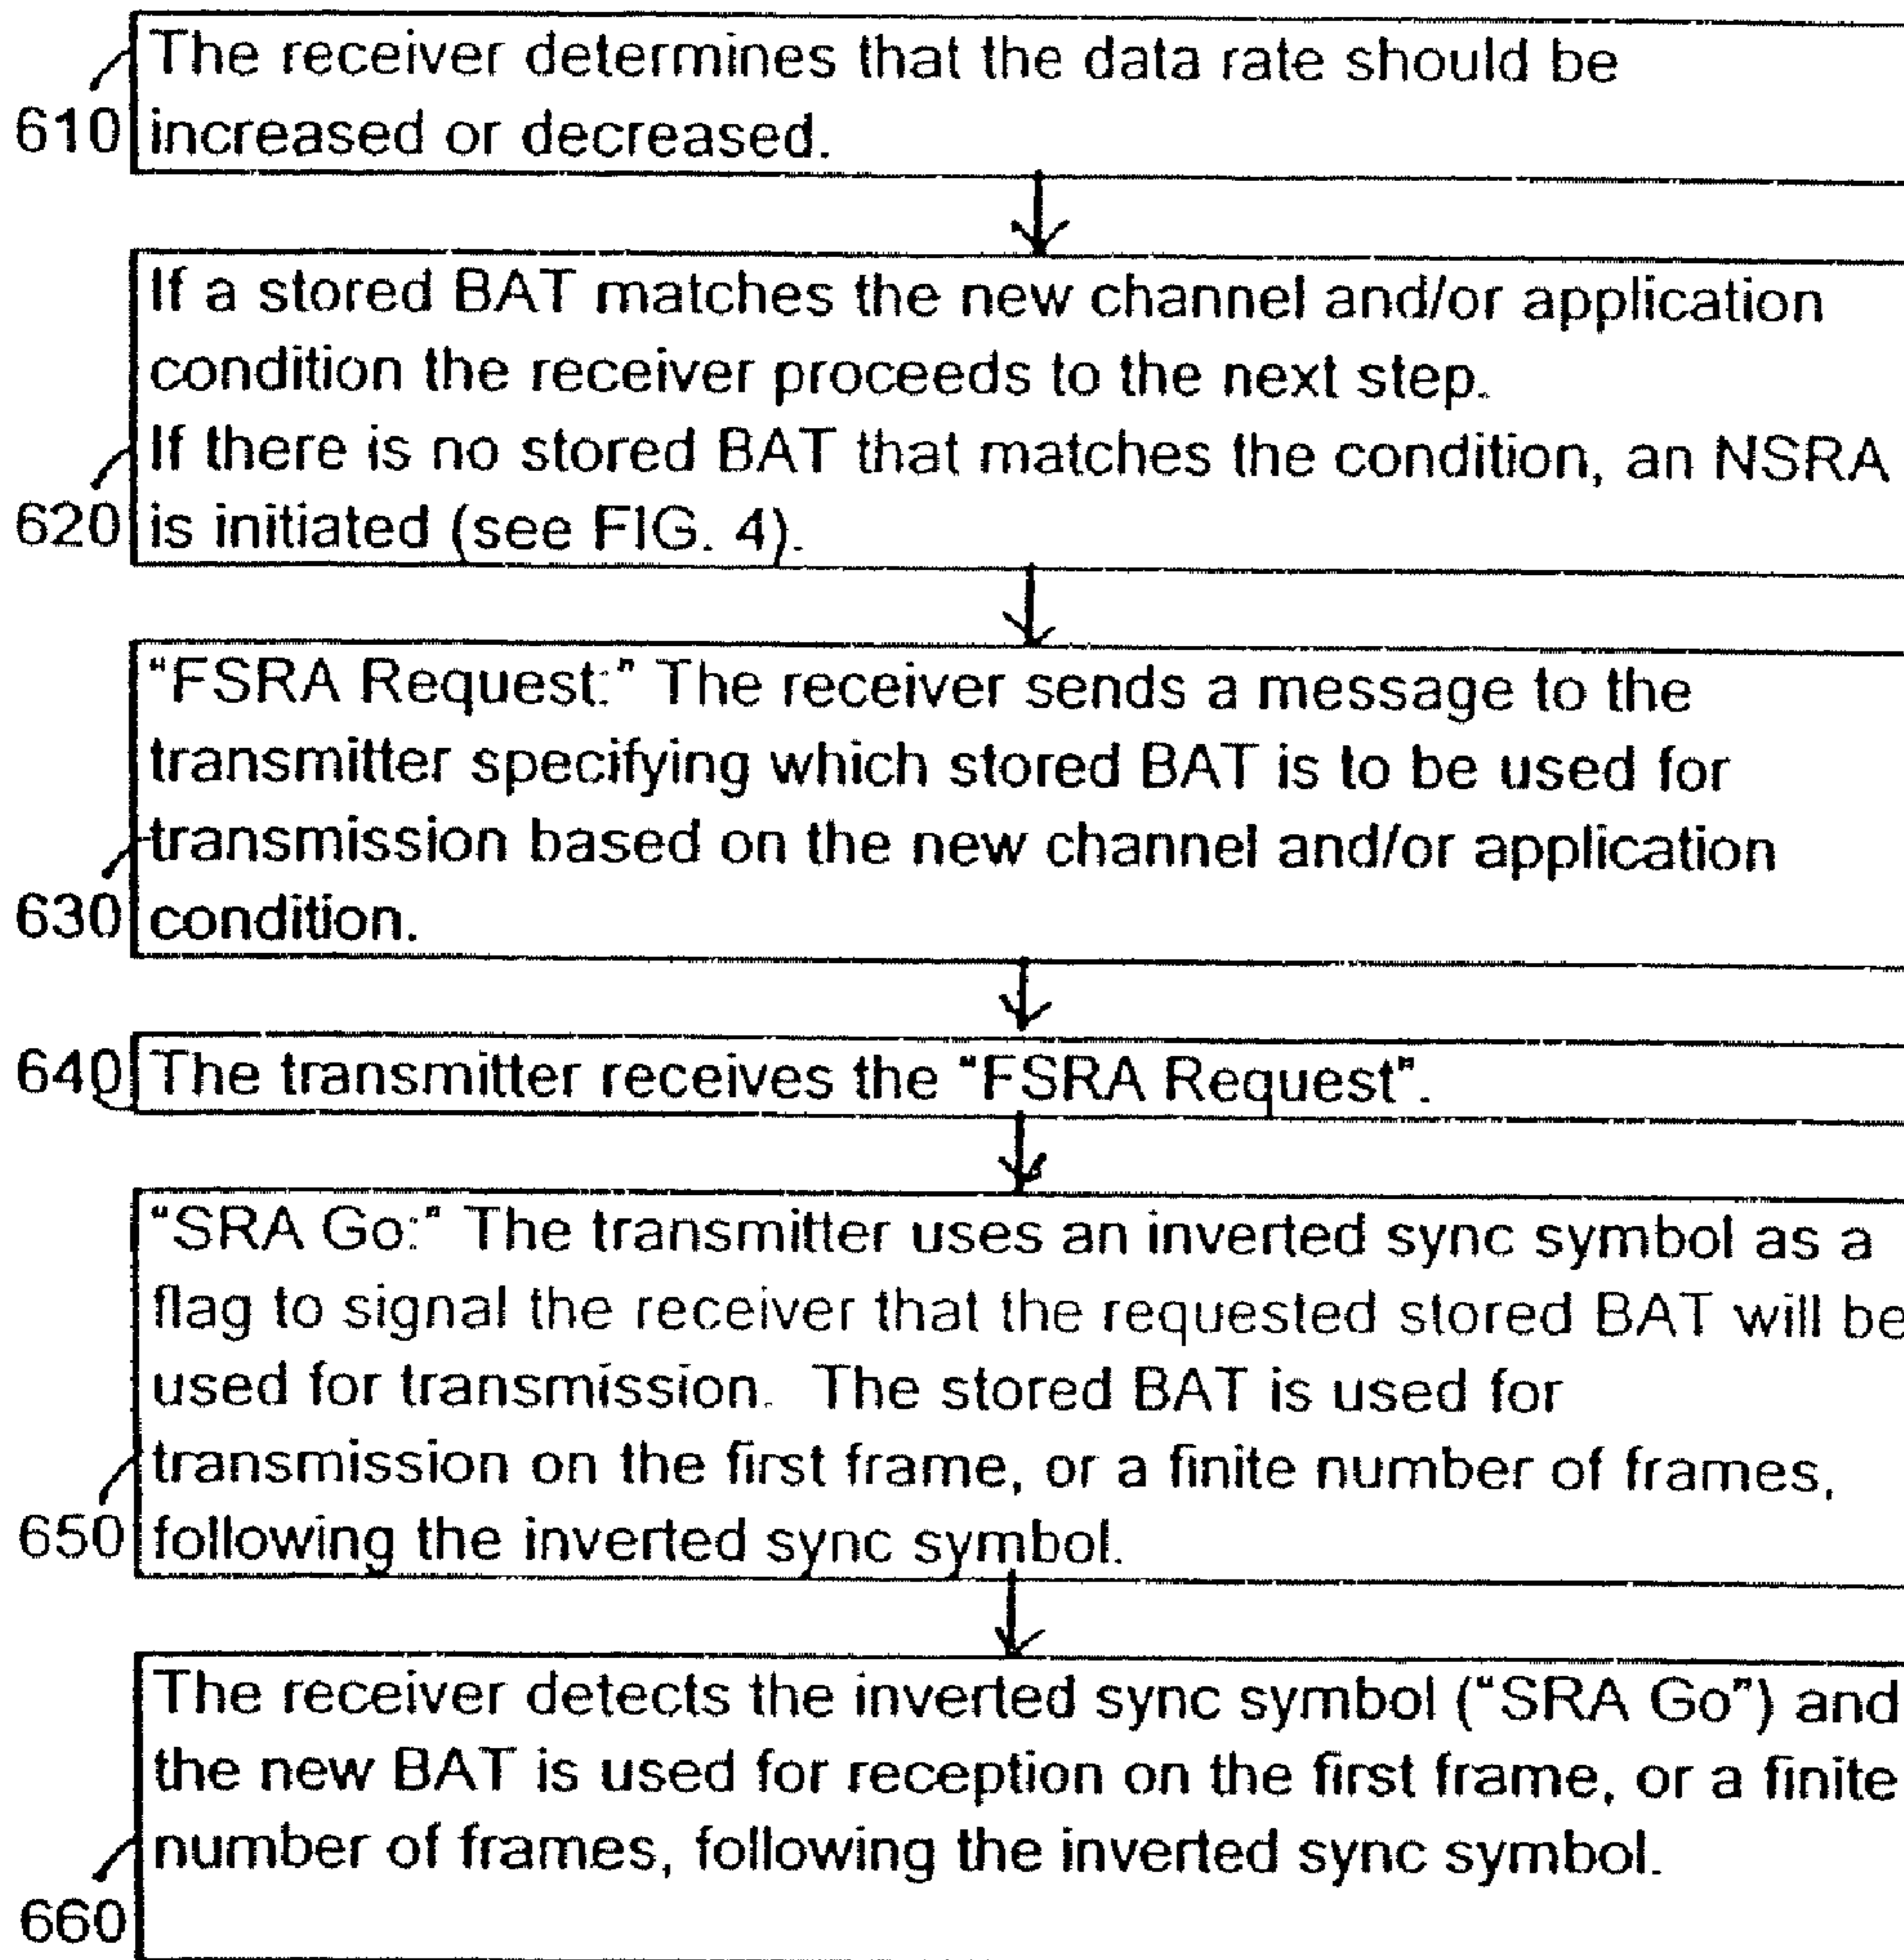 The receiver determines that the data rate should be
610 increased or decreased.
If a stored BAT matches the new channel and/or application
condition the receiver proceeds to the next step.
If there is no stored BAT that matches the condition, an NSRA
620 is initiated (see FIG. 4).
"FSRA Request:" The receiver sends a message to the
transmitter specifying which stored BAT is to be used for
transmission based on the new channel and/or application
630 condition.
640 The transmitter receives the "FSRA Request".
"SRA Go:" The transmitter uses an inverted sync symbol as a
flag to signal the receiver that the requested stored BAT will be
used for transmission. The stored BAT is used for
transmission on the first frame, or a finite number of frames,
650 following the inverted sync symbol.
The receiver detects the inverted sync symbol ("SRA Go") and
the new BAT is used for reception on the first frame, or a finite
number of frames, following the inverted sync symbol.
660